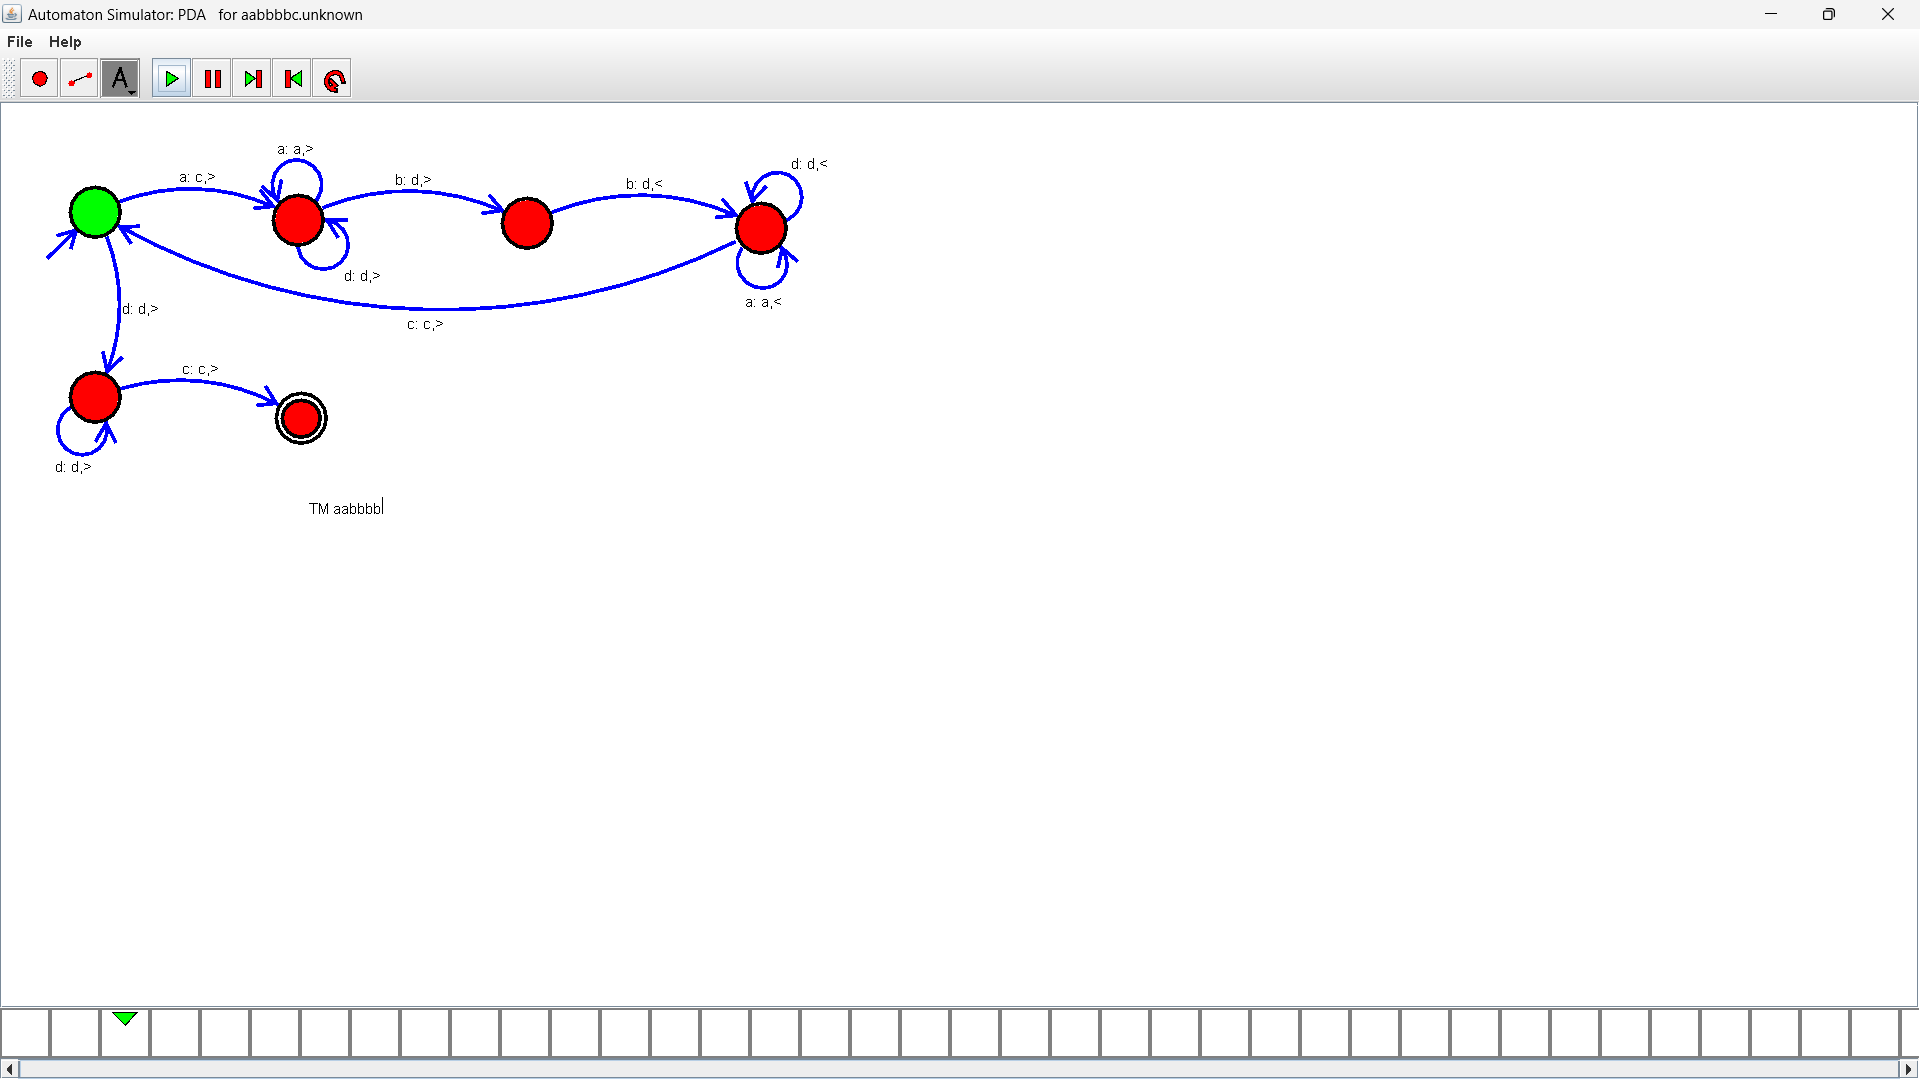 Automaton Simulator: PDA   for aabbbbc.unknown
File Help
A
a: a,>
d: d,<
a: c,>
b: d,>
b: d,<
d: d,>
a: a,<
d: d,>
c: c,>
c: c,>
d: d,>
TM aabbbb